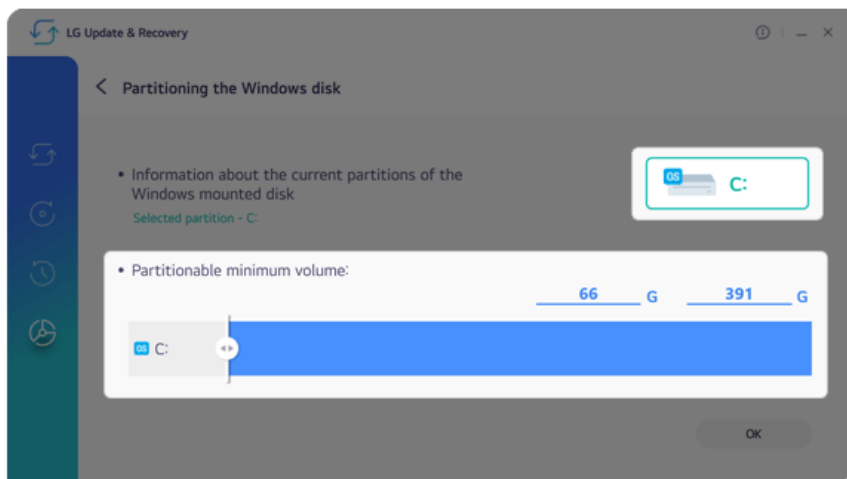 LG Update & Recovery
Partitioning the Windows disk
• Information about the current partitions of the
Windows mounted disk
Selected partition - C:
OS C:
• Partitionable minimum volume:
66 G 391 G
OS C:
OK